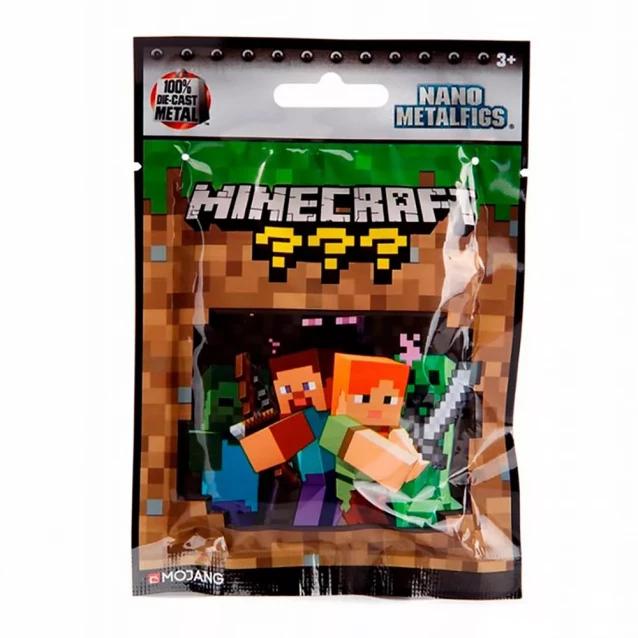 3+
100%
DIE-CAST
METAL
NANO
METALFIGS®
MINECRAFT
???
MOJANG